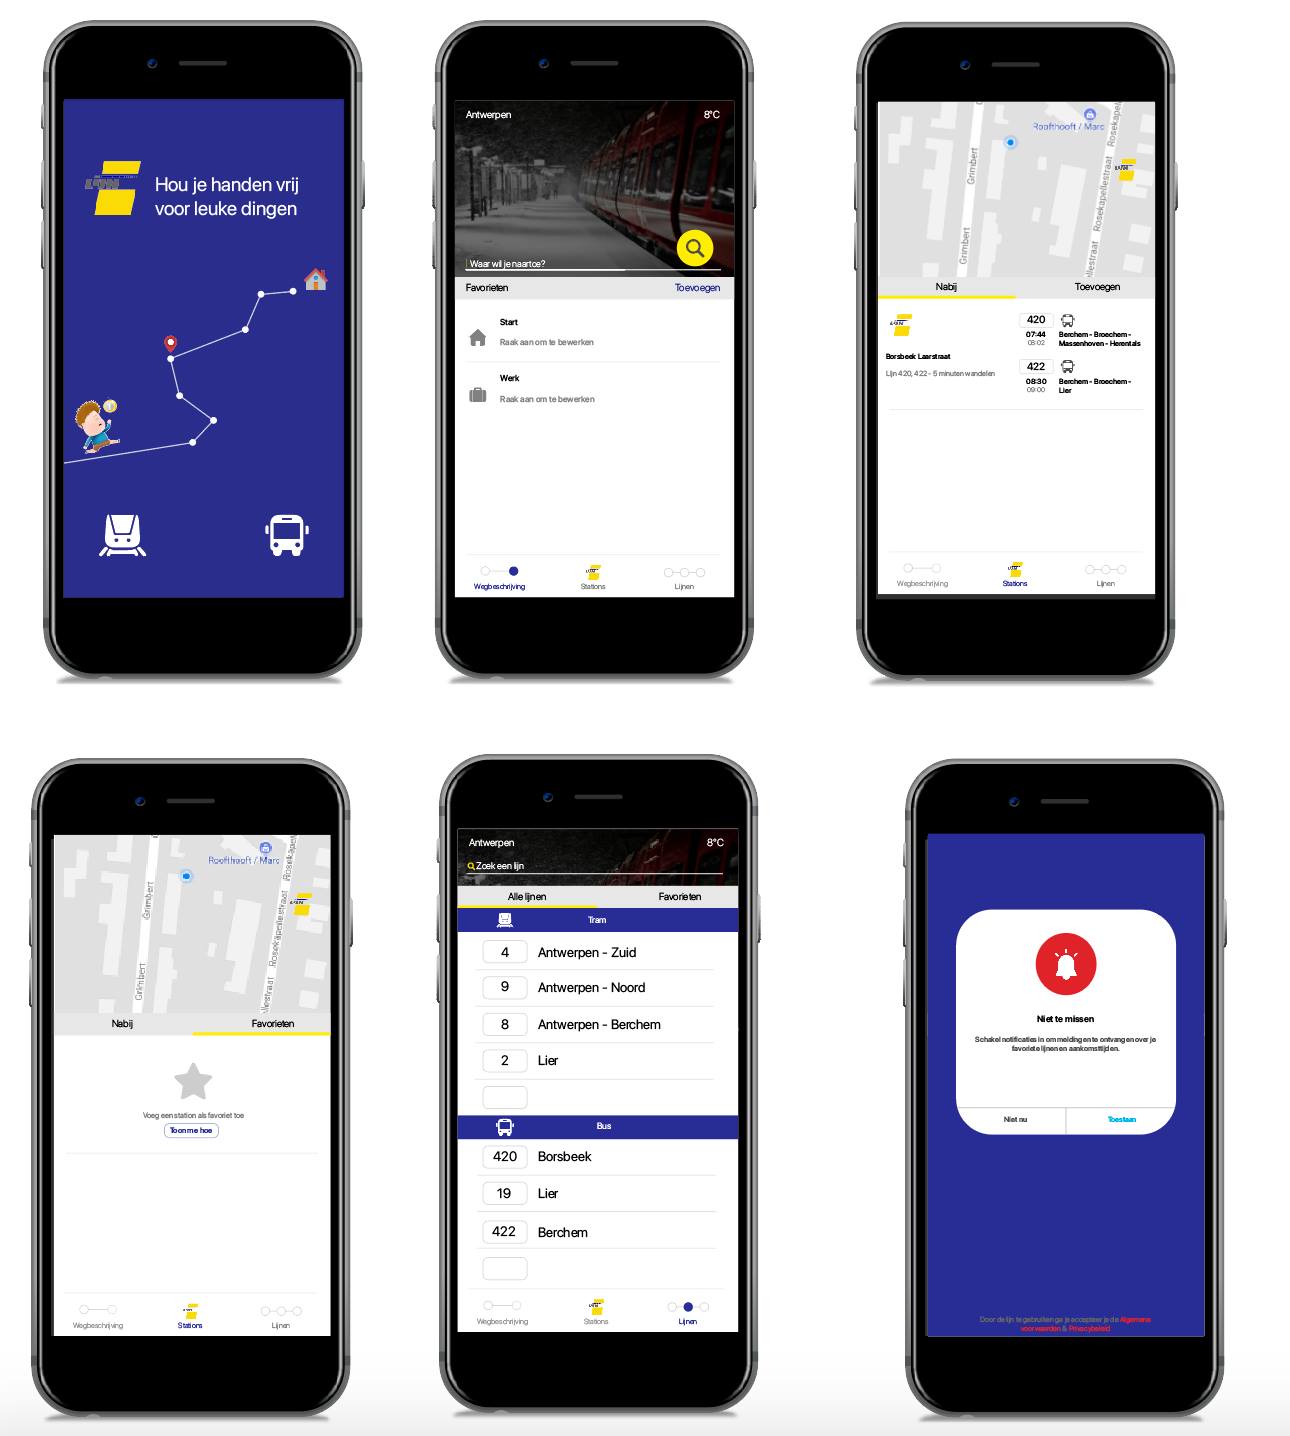 Hou je handen vrij
voor leuke dingen
Antwerpen
8°C
Waar wil je naartoe?
Favorieten
Toevoegen
Start
Raak aan om te bewerken
Werk
Raak aan om te bewerken
Wegbeschrijving
Stations
Lijnen
Roofthooft / Marc
Grimbert
Grimbert
Rosekapellestraat
llestraat
Nabij
Toevoegen
Borsbeek Laarstraat
Lijn 420, 422 - 5 minuten wandelen
420
07:44
08:02
Berchem - Broechem -
Massenhoven - Herentals
422
08:30
09:00
Berchem - Broechem -
Lier
Wegbeschrijving
Stations
Lijnen
Roofthooft / Marc
Grimbert
Grimbert
Rosekape
Rosekapellestraat
llestraat
Nabij
Favorieten
Voeg een station als favoriet toe
Toon me hoe
Wegbeschrijving
Stations
Lijnen
Antwerpen
8°C
Zoek een lijn
Alle lijnen
Favorieten
Tram
4 Antwerpen - Zuid
9 Antwerpen - Noord
8 Antwerpen - Berchem
2 Lier
Bus
420 Borsbeek
19 Lier
422 Berchem
Wegbeschrijving
Stations
Lijnen
Niet te missen
Schakel notificaties in om meldingen te ontvangen over je
favoriete lijnen en aankomsttijden.
Niet nu
Toestaan
Door de lijn te gebruiken ga je accepteer je die Algemene
voorwaarden & Privacybeleid